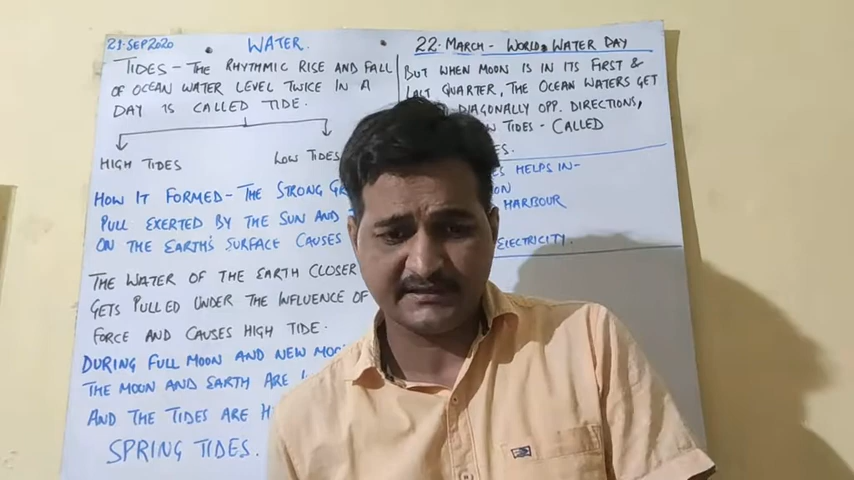 21-SEP 2020
WATER.
TIDES - THE RHYTHMIC RISE AND FALL
OF OCEAN WATER LEVEL TWICE IN A
DAY IS CALLED TIDE.
HIGH TIDES
LOW TIDES
HOW IT FORMED - THE STRONG
PULL EXERTED BY THE SUN AND
ON THE EARTH'S SURFACE CAUSES
THE WATER OF THE EARTH CLOSER
GETS PULLED UNDER THE INFLUENCE OF
FORCE AND CAUSES HIGH TIDE.
DURING FULL MOON AND NEW
THE MOON AND EARTH ARE
AND THE TIDES ARE
SPRING TIDES.
22-MARCH - WORLD WATER DAY
BUT WHEN MOON IS IN ITS FIRST &
LAST QUARTER, THE OCEAN WATERS GET
DIAGONALLY OPP. DIRECTIONS,
TIDES - CALLED
HELPS IN-
HARBOUR
ELECTRICITY.